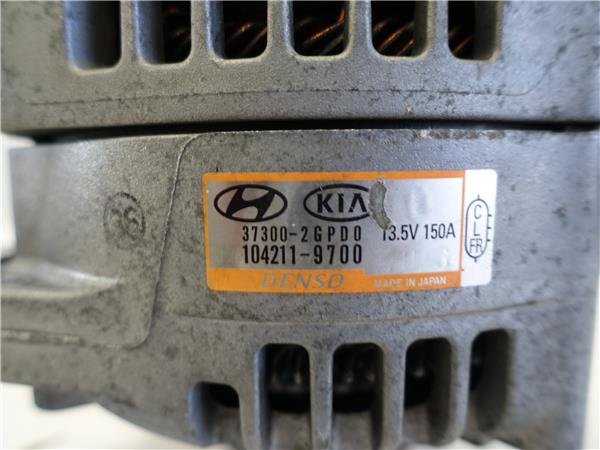 KIA
37300-2GPD0 13.5V 150A
104211-9700
DENSO MADE IN JAPAN
C
L
FR